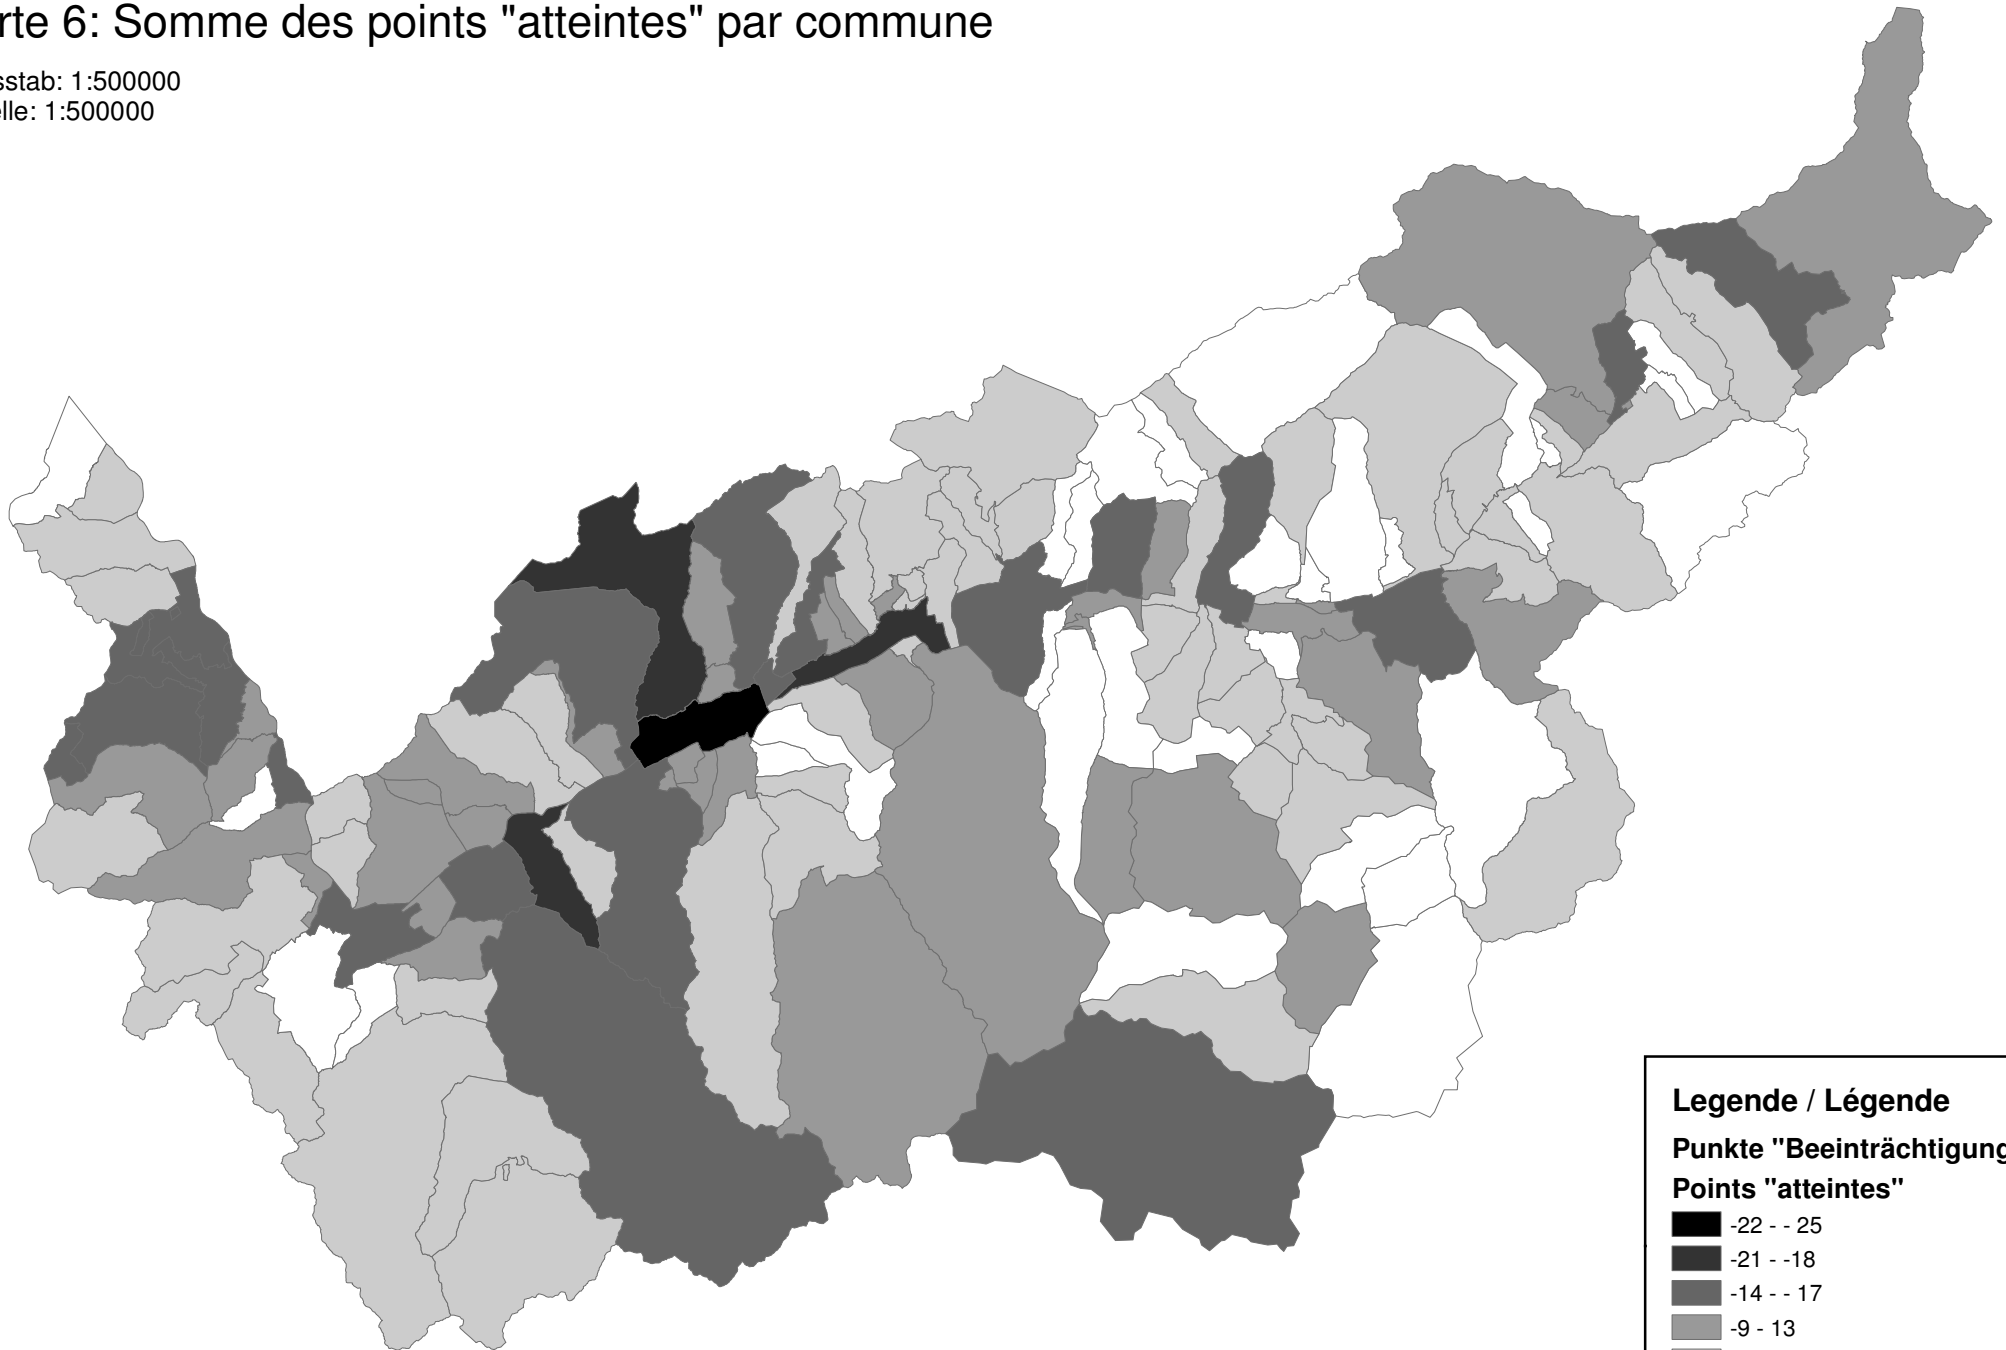 rte 6: Somme des points "atteintes" par commune
sstab: 1:500000
elle: 1:500000
Legende / Légende
Punkte "Beeinträchtigung
Points "atteintes"
-22 - - 25
-21 - -18
-14 - - 17
-9 - 13